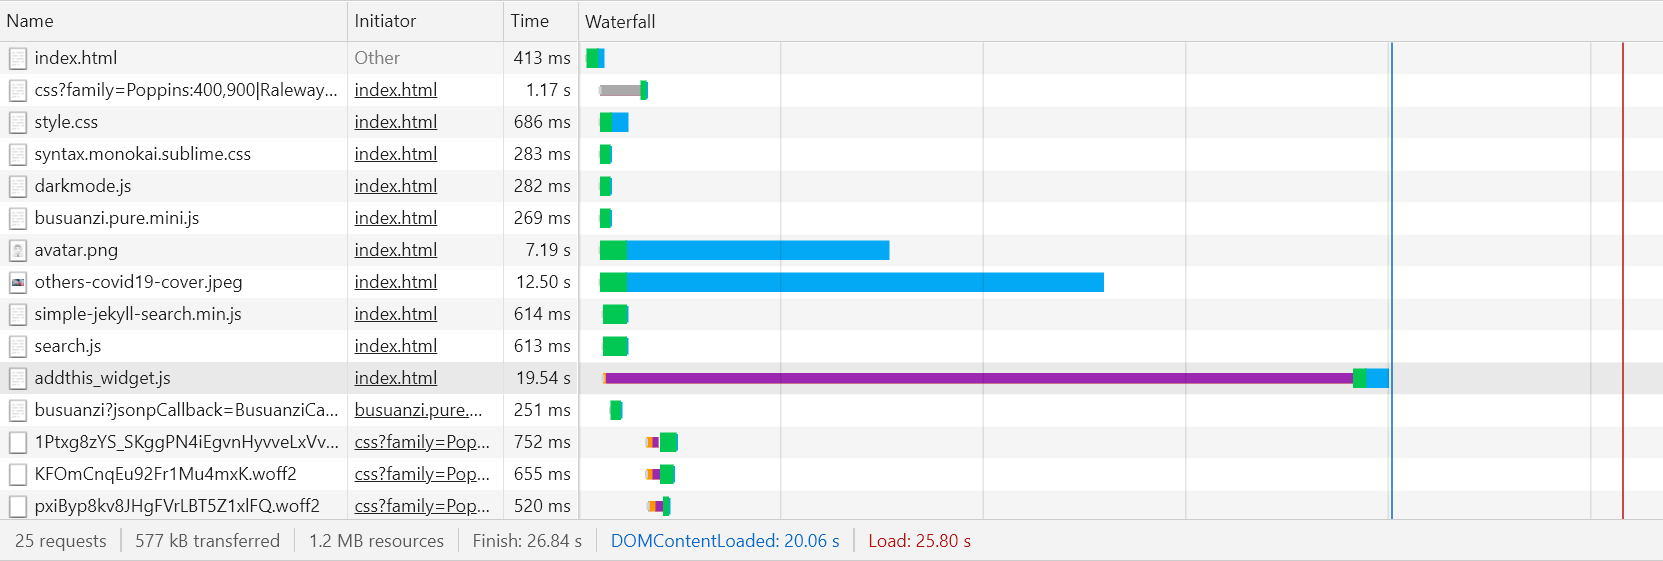 Name Initiator Time Waterfall
index.html Other 413 ms
css?family=Poppins:400,900|Raleway... index.html 1.17 s
style.css index.html 686 ms
syntax.monokai.sublime.css index.html 283 ms
darkmode.js index.html 282 ms
busuanzi.pure.mini.js index.html 269 ms
avatar.png index.html 7.19 s
others-covid19-cover.jpeg index.html 12.50 s
simple-jekyll-search.min.js index.html 614 ms
search.js index.html 613 ms
addthis_widget.js index.html 19.54 s
busuanzi?jsonpCallback=BusuanziCa... busuanzi.pure.... 251 ms
1Ptxg8zYS_SKggPN4iEgvnHyvveLxVv... css?family=Pop... 752 ms
KFOmCnqEu92Fr1Mu4mxK.woff2 css?family=Pop... 655 ms
pxiByp8kv8JHgFVrLBT5Z1xlFQ.woff2 css?family=Pop... 520 ms
25 requests 577 kB transferred 1.2 MB resources Finish: 26.84 s DOMContentLoaded: 20.06 s Load: 25.80 s